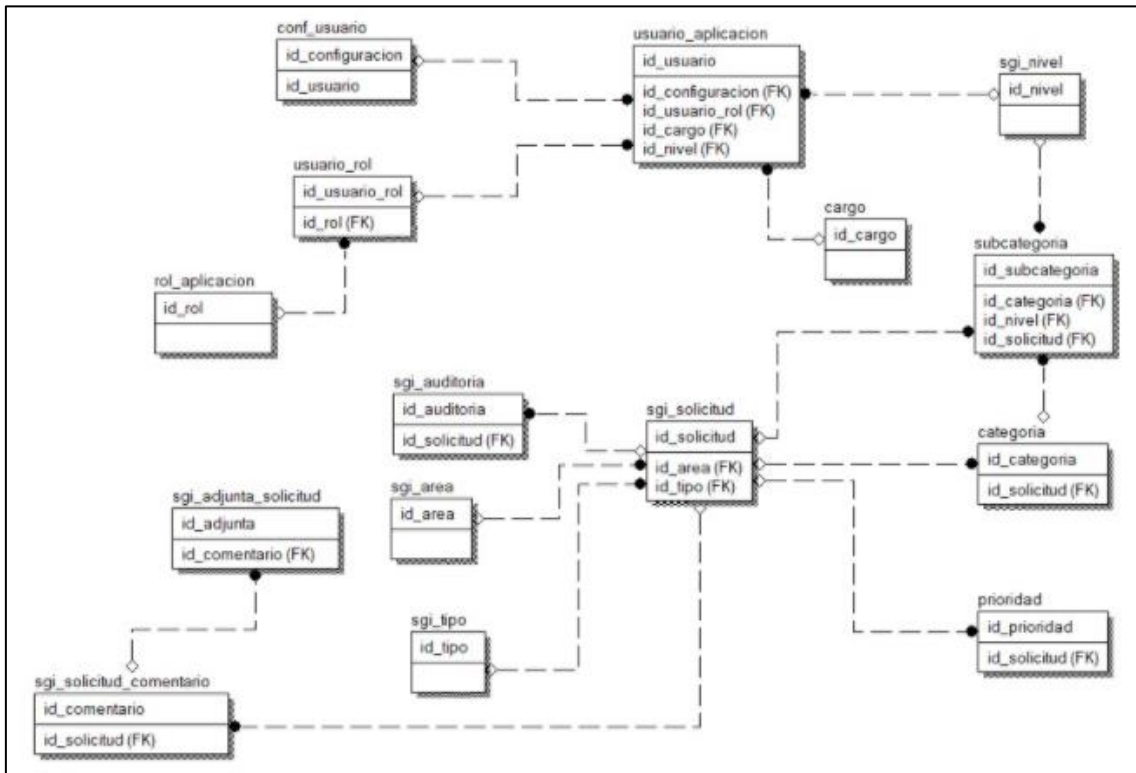 conf_usuario
id_configuracion
id_usuario
usuario_aplicacion
id_usuario
id_configuracion (FK)
id_usuario_rol (FK)
id_cargo (FK)
id_nivel (FK)
sgi_nivel
id_nivel
usuario_rol
id_usuario_rol
id_rol (FK)
cargo
id_cargo
rol_aplicacion
id_rol
subcategoria
id_subcategoria
id_categoria (FK)
id_nivel (FK)
id_solicitud (FK)
sgi_auditoria
id_auditoria
id_solicitud (FK)
sgi_solicitud
id_solicitud
id_area (FK)
id_tipo (FK)
categoria
id_categoria
id_solicitud (FK)
sgi_area
id_area
sgi_adjunta_solicitud
id_adjunta
id_comentario (FK)
sgi_tipo
id_tipo
prioridad
id_prioridad
id_solicitud (FK)
sgi_solicitud_comentario
id_comentario
id_solicitud (FK)